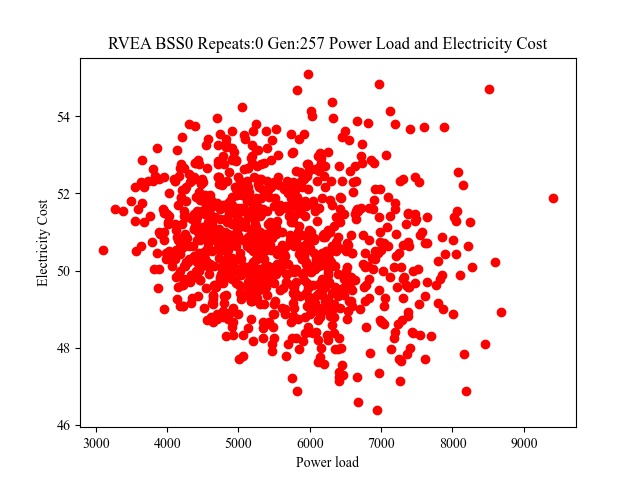 RVEA BSS0 Repeats:0 Gen:257 Power Load and Electricity Cost
54
52
50
48
46
Electricity Cost
3000 4000 5000 6000 7000 8000 9000
Power load